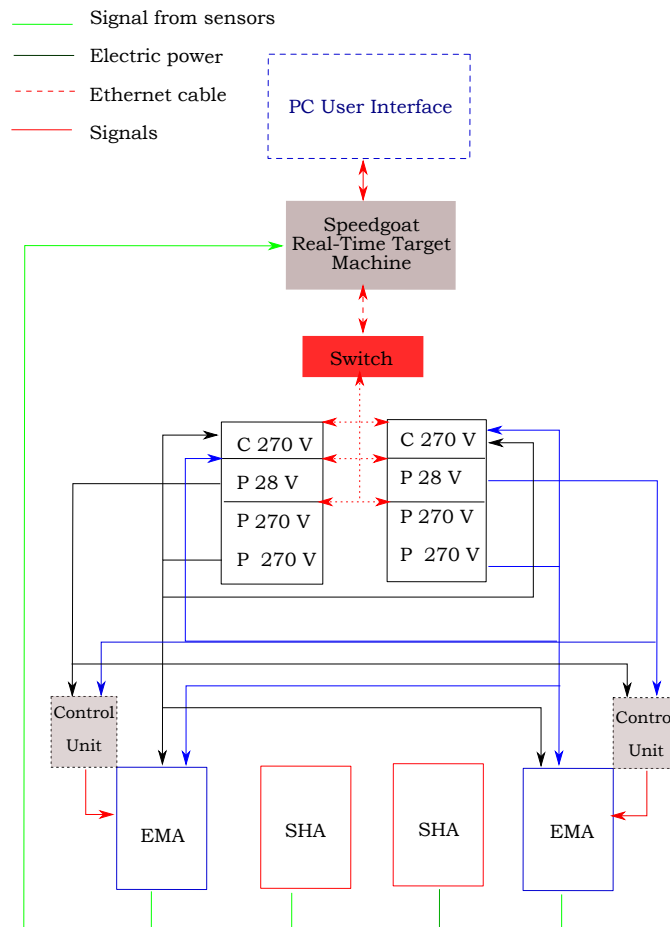 Signal from sensors
Electric power
Ethernet cable
Signals
PC User Interface
Speedgoat
Real-Time Target
Machine
Switch
C 270 V
P 28 V
P 270 V
P 270 V
C 270 V
P 28 V
P 270 V
P 270 V
Control
Unit
Control
Unit
EMA
SHA
SHA
EMA